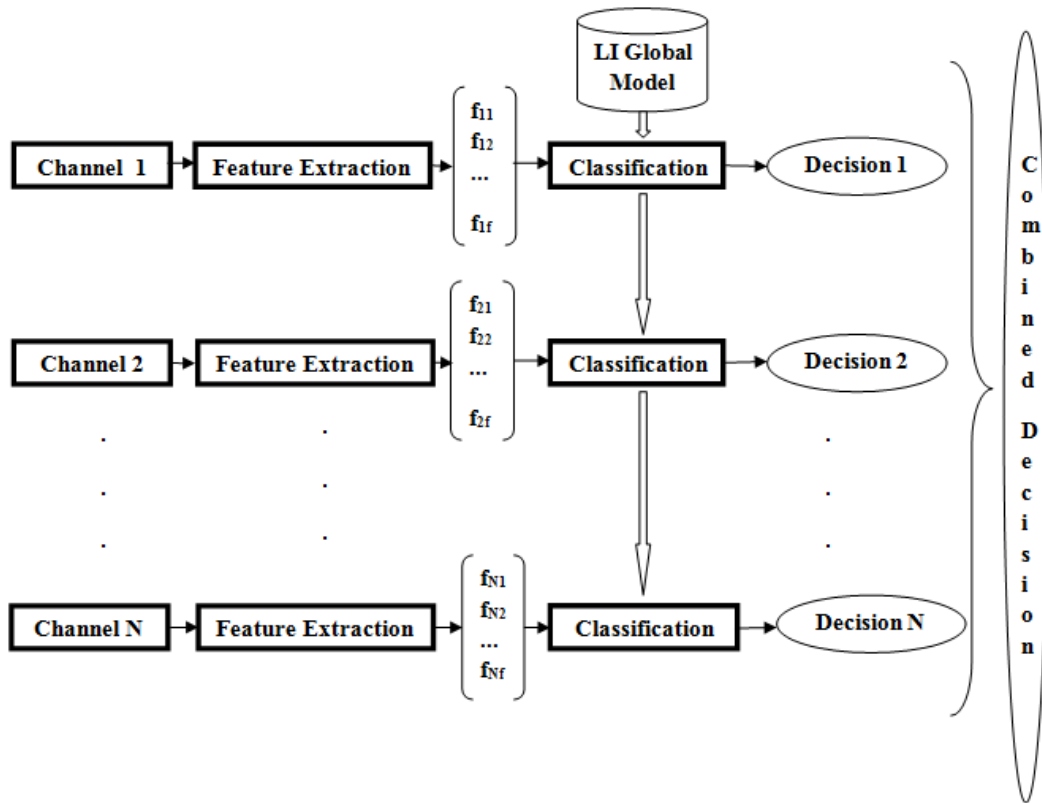 LI Global
Model
f11
f12
...
f1f
Channel 1
Feature Extraction
Classification
Decision 1
f21
f22
...
f2f
Channel 2
Feature Extraction
Classification
Decision 2
. . .
. . .
. . .
fN1
fN2
...
fNf
Channel N
Feature Extraction
Classification
Decision N
Combined Decision